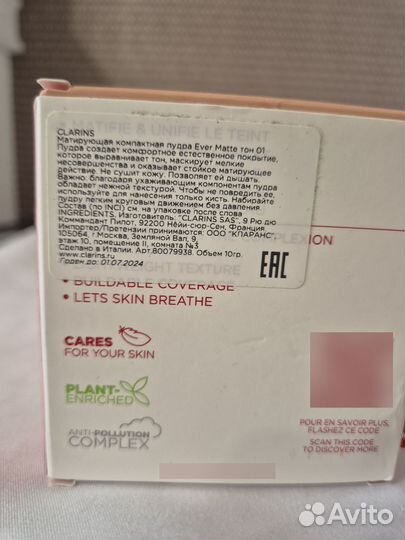 • MATIFIE & UNIFIE LE TEINT
CLARINS
Матирующая компактная пудра Ever Matte тон 01
Пудра создает комфортное естественное покрытие,
которое выравнивает тон, маскирует мелкие
несовершенства и оказывает стойкое матирующее
действие. Не сушит кожу. Позволяет ей дышать.
Важно: благодаря ухаживающим компонентам пудра
обладает нежной текстурой. Чтобы не повредить ее,
используйте для нанесения только кисть. Набирайте
пудру легким круговым движением без давления.
Состав (по INCI) см. на упаковке после слова
INGREDIENTS. Изготовитель: "CLARINS SAS", 9 Рю дю
Коммандант Пилот, 92200 Нёйи-сюр-Сен, Франция
Импортер/Претензии принимаются: ООО "КЛАРАНС",
105064, г.Москва, Земляной Вал, 9,
этаж 10, помещение II, комната №3
Сделано в Италии. Арт.80079938. Объем 10гр.
www.clarins.ru
Годен до: 01.07.2024
EAC
TEXTURE
• BUILDABLE COVERAGE
• LETS SKIN BREATHE
CARES
FOR YOUR SKIN
PLANT-
ENRICHED
ANTI-POLLUTION
COMPLEX
POUR EN SAVOIR PLUS,
FLASHEZ CE CODE
SCAN THIS CODE
TO DISCOVER MORE
Avito